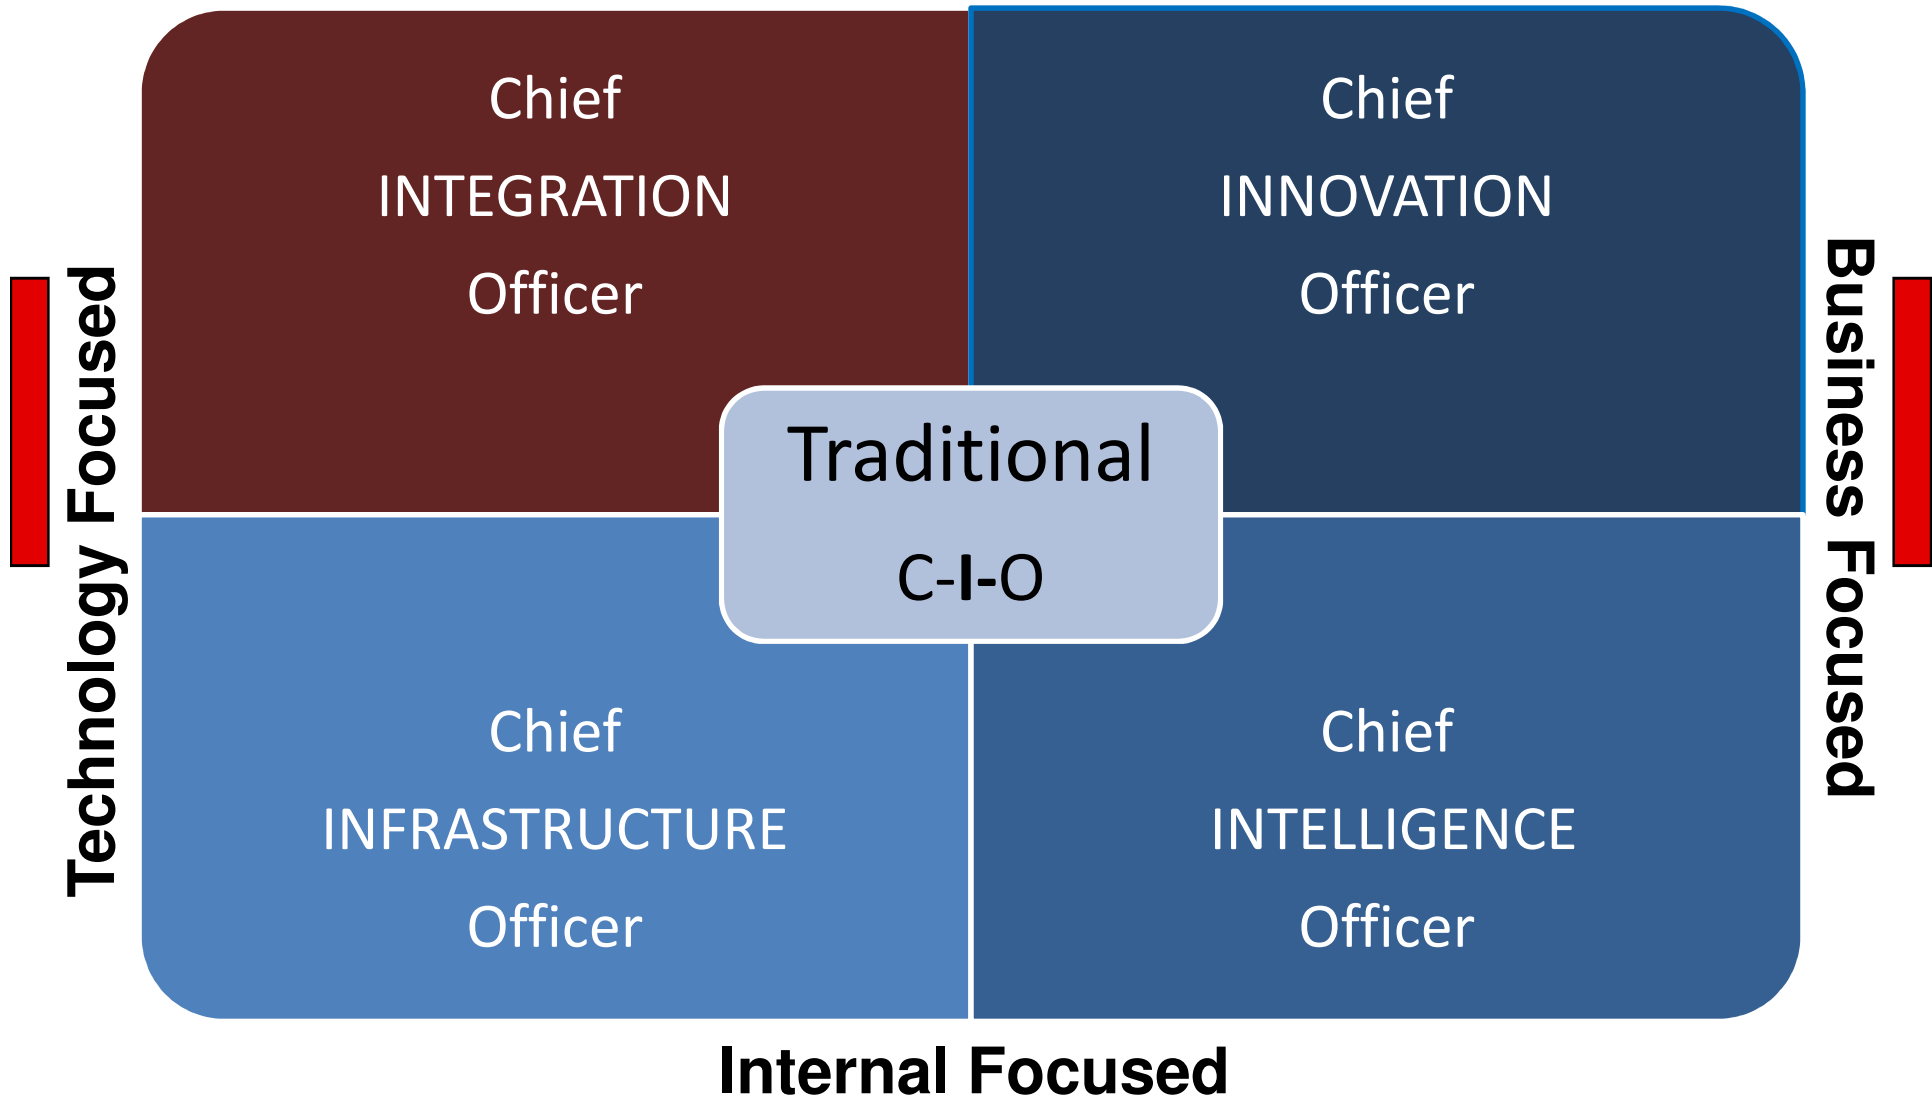 Chief
INTEGRATION
Officer
Chief
INNOVATION
Officer
Technology Focused
Business Focused
Traditional
C-I-O
Chief
INFRASTRUCTURE
Officer
Chief
INTELLIGENCE
Officer
Internal Focused